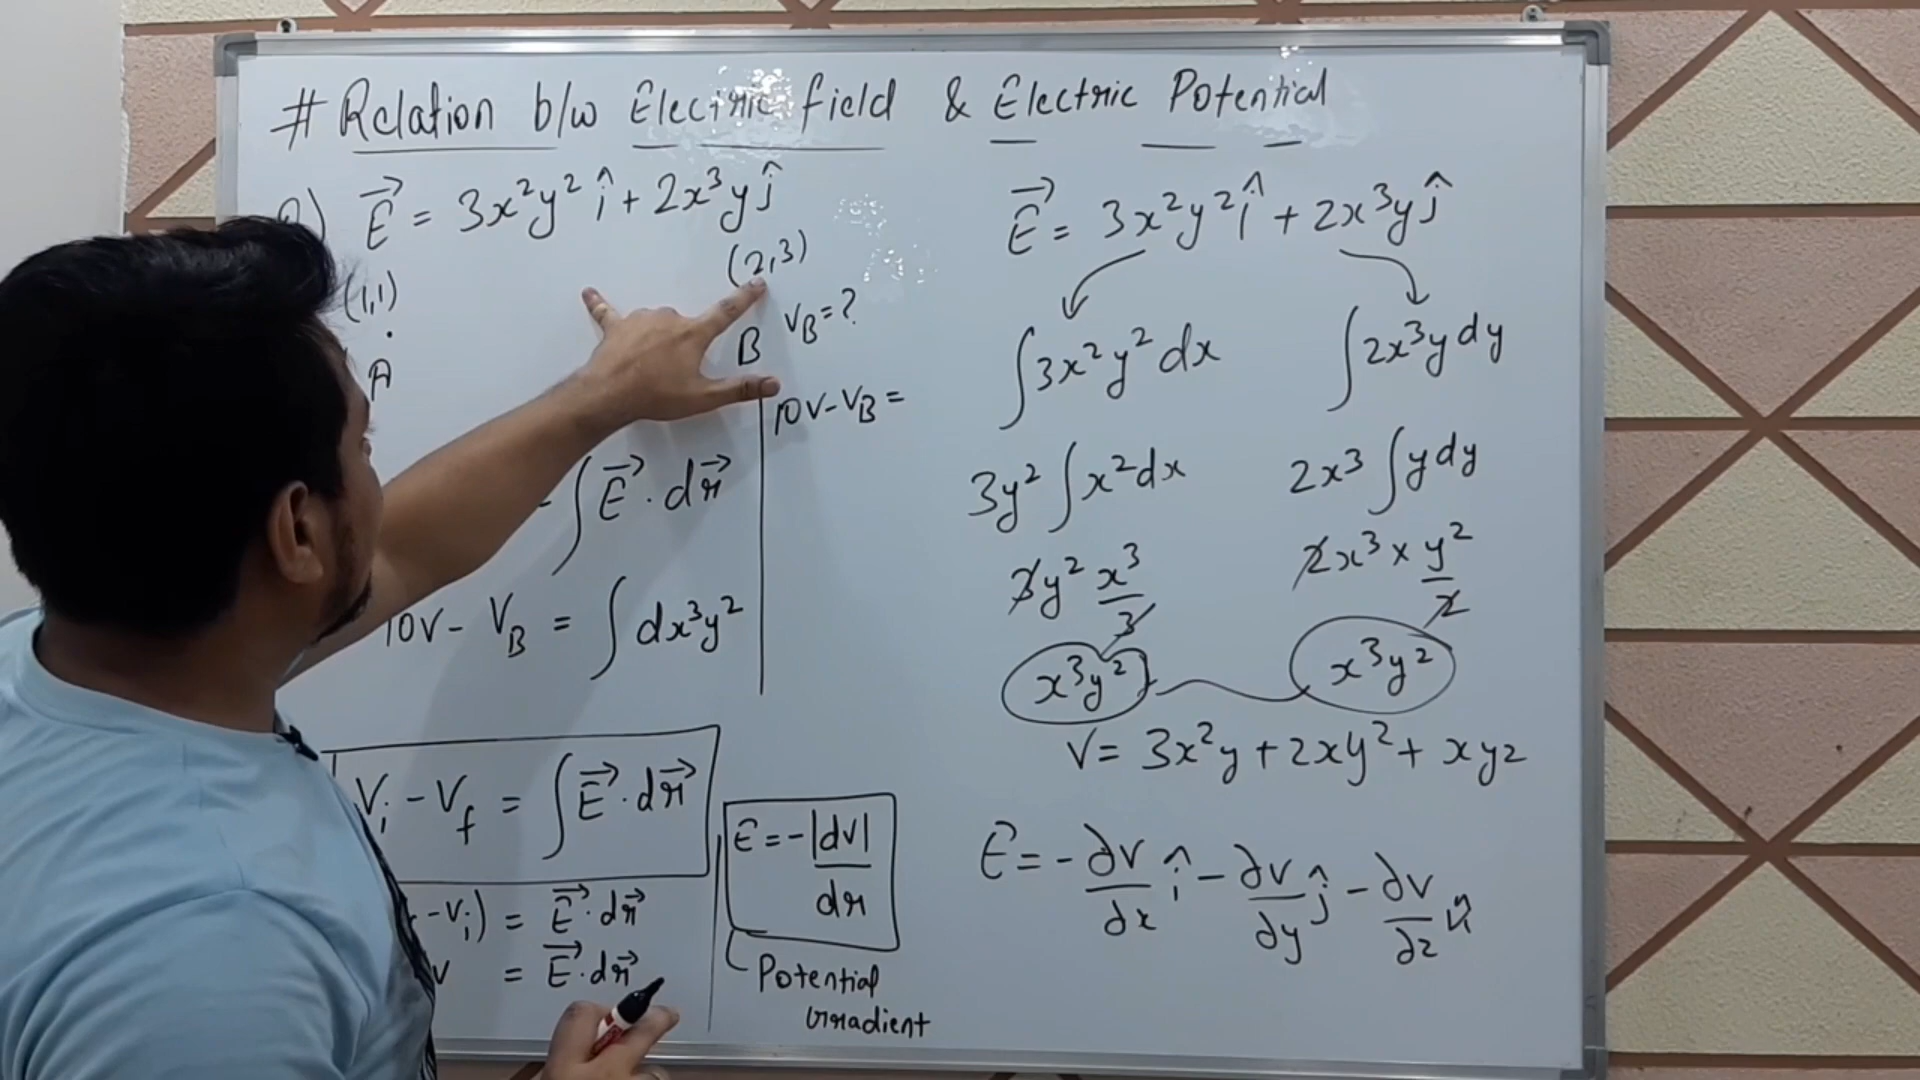 # Relation b/w Electric field & Electric Potential
E⃗ = 3x²y² î + 2x³y ĵ
(1,1)
(2,3)
A
B
V_B = ?
∫E⃗ . dr⃗
10V - V_B = ∫dx³y²
10V - V_B =
V_i - V_f = ∫E⃗ . dr⃗
-V_i) = E⃗ . dr⃗
V = E⃗ . dr⃗
E⃗ = -|dV|/dr
Potential
Gradient
E⃗ = 3x²y² î + 2x³y ĵ
∫3x²y² dx ∫2x³y dy
3y² ∫x² dx 2x³ ∫y dy
3y² x³/3 2x³ × y²/2
x³y² x³y²
V = 3x²y + 2xy² + xyz
E⃗ = -∂V/∂x î - ∂V/∂y ĵ - ∂V/∂z k̂